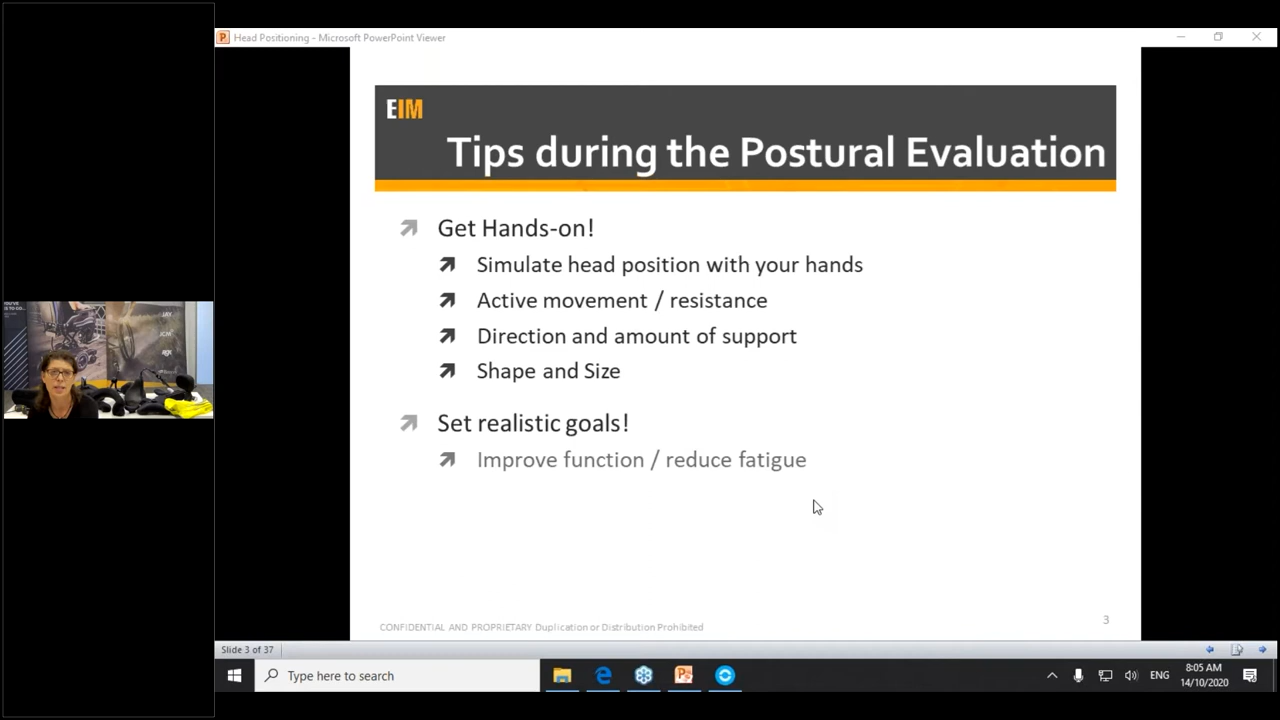 Head Positioning - Microsoft PowerPoint Viewer
EIM
Tips during the Postural Evaluation
Get Hands-on!
Simulate head position with your hands
Active movement / resistance
Direction and amount of support
Shape and Size
Set realistic goals!
Improve function / reduce fatigue
CONFIDENTIAL AND PROPRIETARY Duplication or Distribution Prohibited
3
Slide 3 of 37
Type here to search
ENG
8:05 AM
14/10/2020